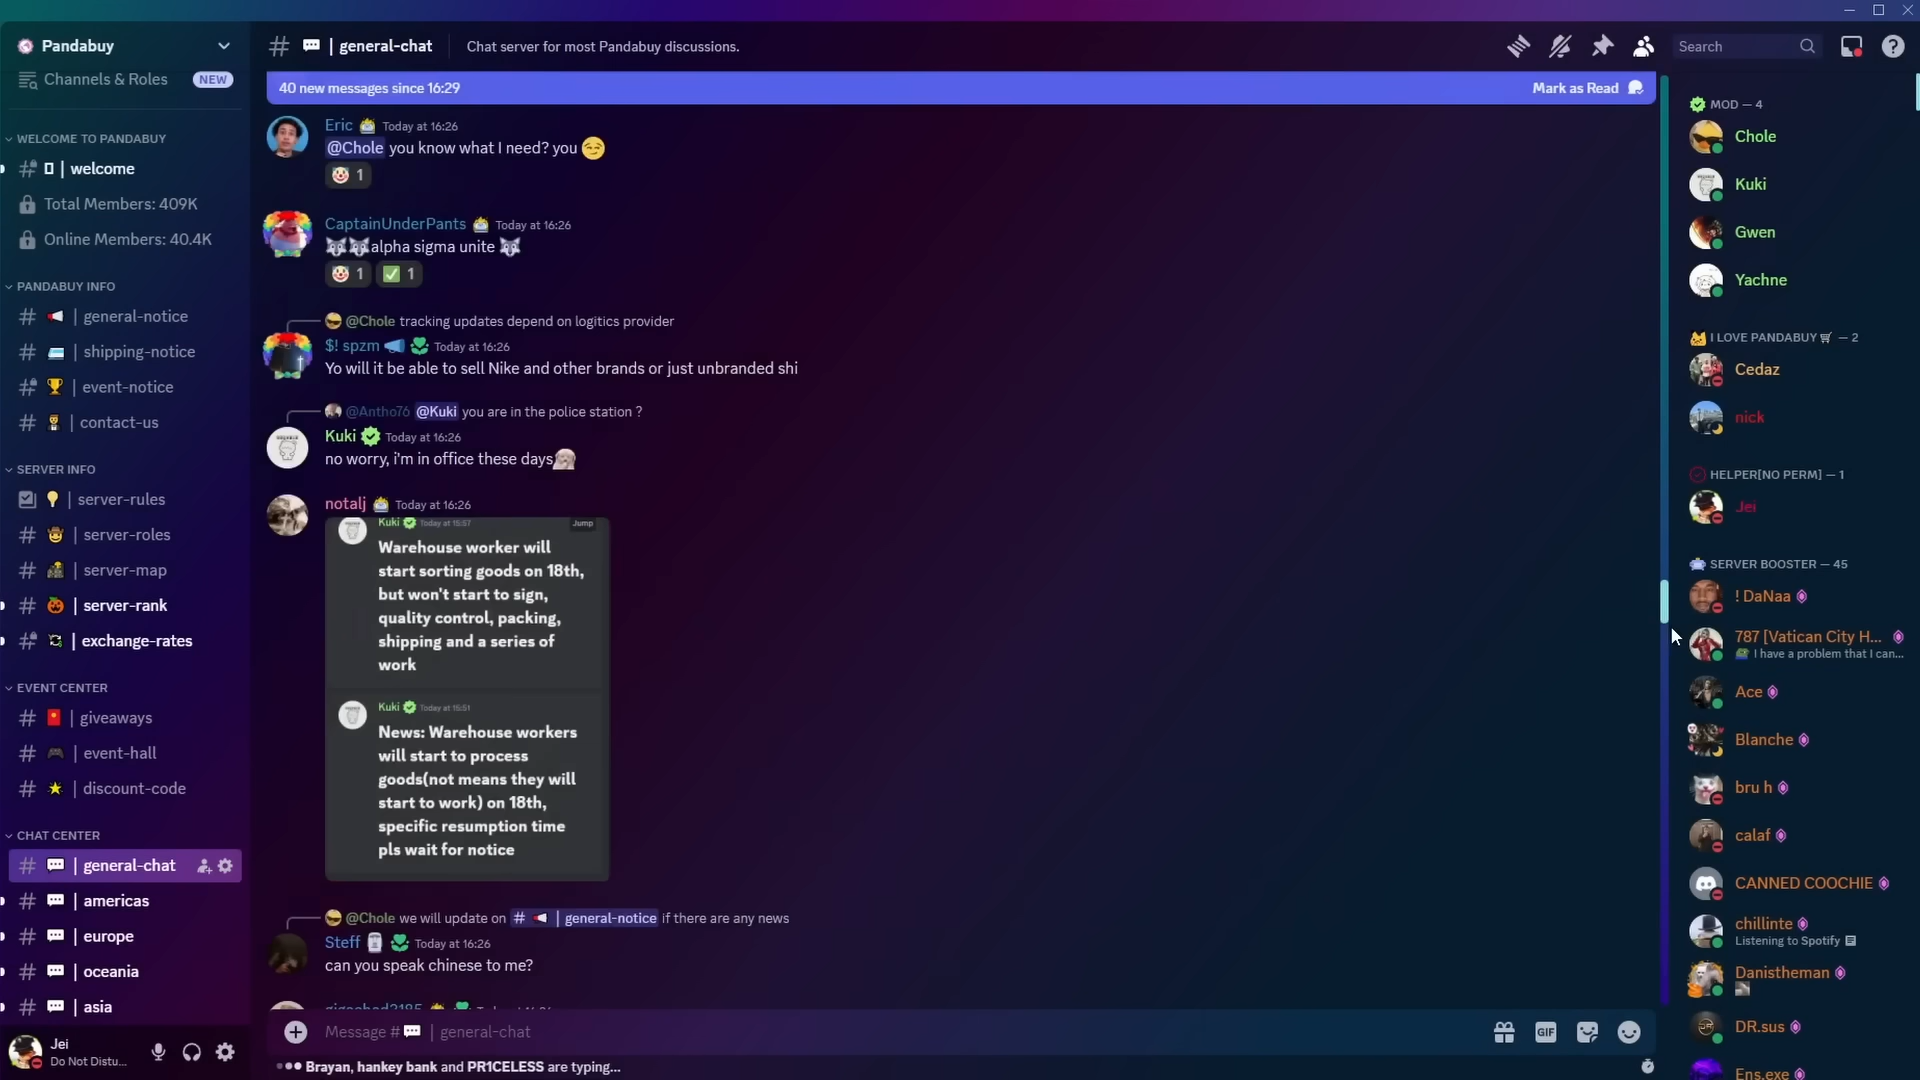 Pandabuy
Channels & Roles NEW
WELCOME TO PANDABUY
| welcome
Total Members: 409K
Online Members: 40.4K
PANDABUY INFO
| general-notice
| shipping-notice
| event-notice
| contact-us
SERVER INFO
| server-rules
| server-roles
| server-map
| server-rank
| exchange-rates
EVENT CENTER
| giveaways
| event-hall
| discount-code
CHAT CENTER
| general-chat
| americas
| europe
| oceania
| asia
Jei
Do Not Distu...
# | general-chat
Chat server for most Pandabuy discussions.
Search
40 new messages since 16:29
Mark as Read
Eric Today at 16:26
@Chole you know what I need? you 😏
🤡 1
CaptainUnderPants Today at 16:26
🐺🐺alpha sigma unite 🐺
🤡 1 ✅ 1
@Chole tracking updates depend on logitics provider
$! spzm Today at 16:26
Yo will it be able to sell Nike and other brands or just unbranded shi
@Antho76 @Kuki you are in the police station ?
Kuki Today at 16:26
no worry, i'm in office these days
notalj Today at 16:26
Kuki Today at 15:57 Jump
Warehouse worker will
start sorting goods on 18th,
but won't start to sign,
quality control, packing,
shipping and a series of
work
Kuki Today at 15:51
News: Warehouse workers
will start to process
goods(not means they will
start to work) on 18th,
specific resumption time
pls wait for notice
@Chole we will update on # | general-notice if there are any news
Steff Today at 16:26
can you speak chinese to me?
Message # | general-chat
GIF
Brayan, hankey bank and PR1CELESS are typing...
MOD — 4
Chole
Kuki
Gwen
Yachne
I LOVE PANDABUY — 2
Cedaz
nick
HELPER[NO PERM] — 1
Jei
SERVER BOOSTER — 45
! DaNaa
787 [Vatican City H...
I have a problem that I can...
Ace
Blanche
bru h
calaf
CANNED COOCHIE
chillinte
Listening to Spotify
Danistheman
DR.sus
Ens.exe